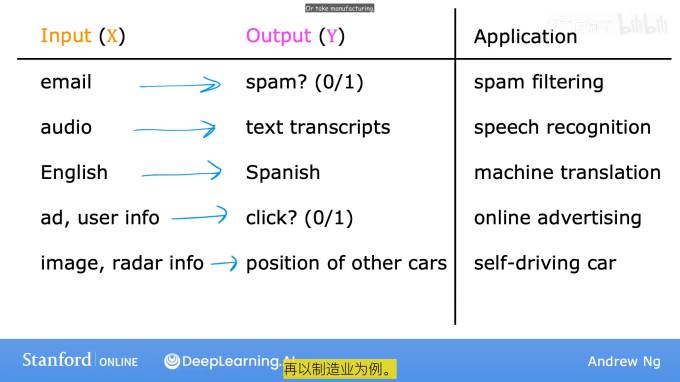 Or take manufacturing,
bilibili
Input (X) Output (Y) Application
email spam? (0/1) spam filtering
audio text transcripts speech recognition
English Spanish machine translation
ad, user info click? (0/1) online advertising
image, radar info position of other cars self-driving car
Stanford ONLINE DeepLearning.AI Andrew Ng
再以制造业为例。